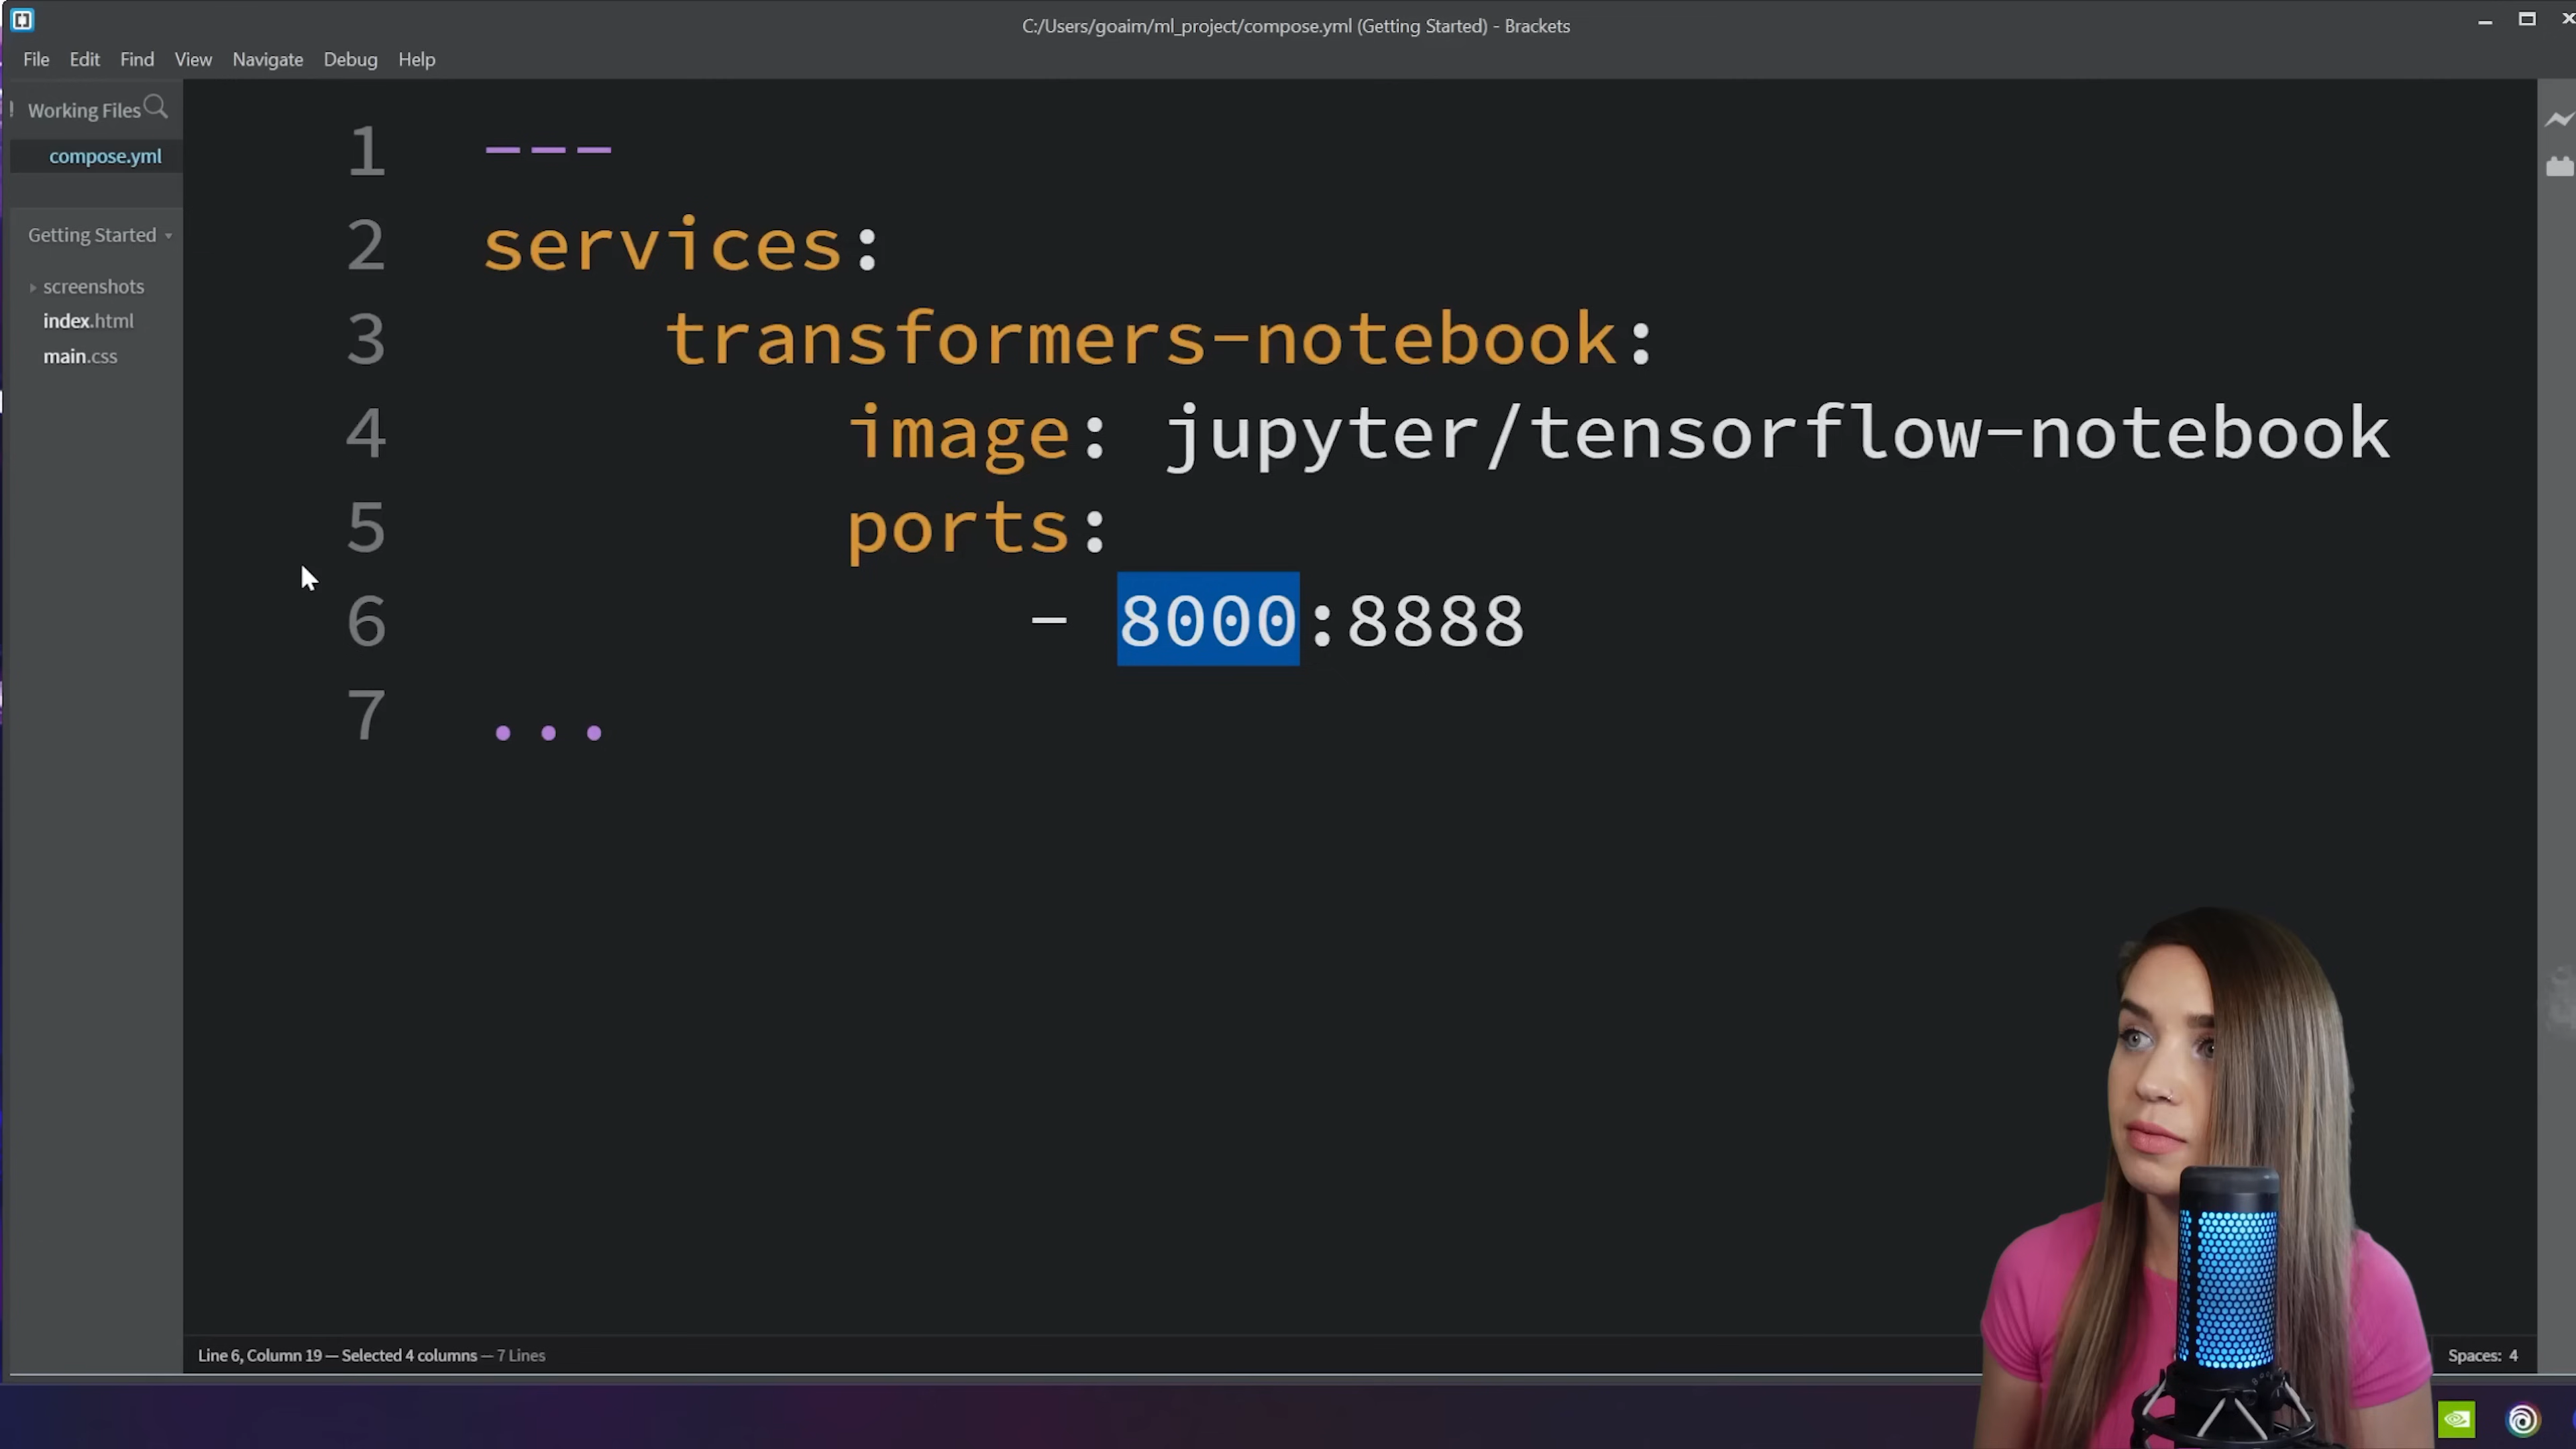 C:/Users/goaim/ml_project/compose.yml (Getting Started) - Brackets
File Edit Find View Navigate Debug Help
Working Files
compose.yml
Getting Started
screenshots
index.html
main.css
1 ---
2 services:
3 transformers-notebook:
4 image: jupyter/tensorflow-notebook
5 ports:
6 - 8000:8888
7 ...
Line 6, Column 19 — Selected 4 columns — 7 Lines
Spaces: 4